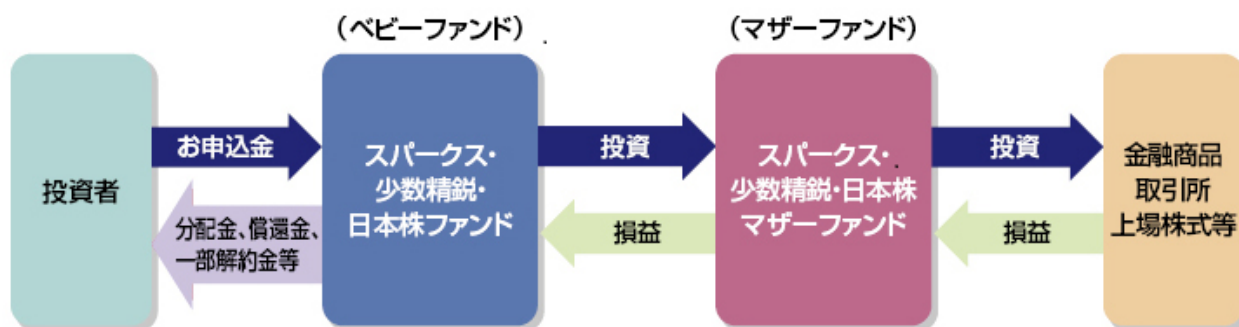 (ベビーファンド)
(マザーファンド)
投資者
お申込金
分配金、償還金、
一部解約金等
スパークス・
少数精鋭・
日本株ファンド
投資
損益
スパークス・
少数精鋭・日本株
マザーファンド
投資
損益
金融商品
取引所
上場株式等